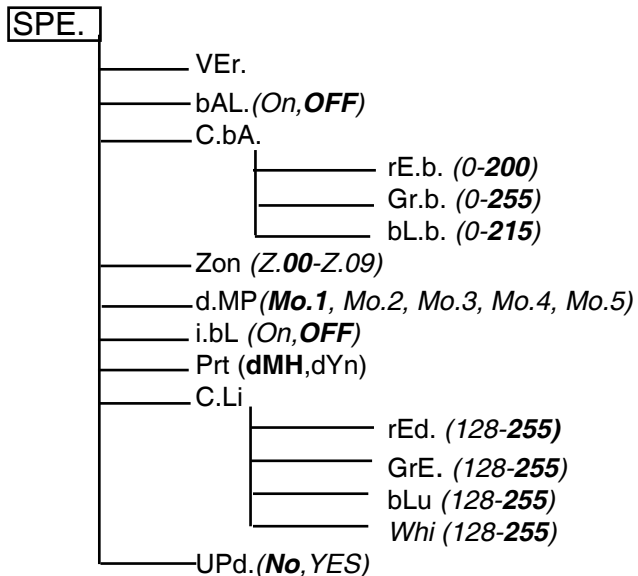 SPE.
VEr.
bAL.(On,OFF)
C.bA.
rE.b. (0-200)
Gr.b. (0-255)
bL.b. (0-215)
Zon (Z.00-Z.09)
d.MP(Mo.1, Mo.2, Mo.3, Mo.4, Mo.5)
i.bL (On,OFF)
Prt (dMH,dYn)
C.Li
rEd. (128-255)
GrE. (128-255)
bLu (128-255)
Whi (128-255)
UPd.(No,YES)